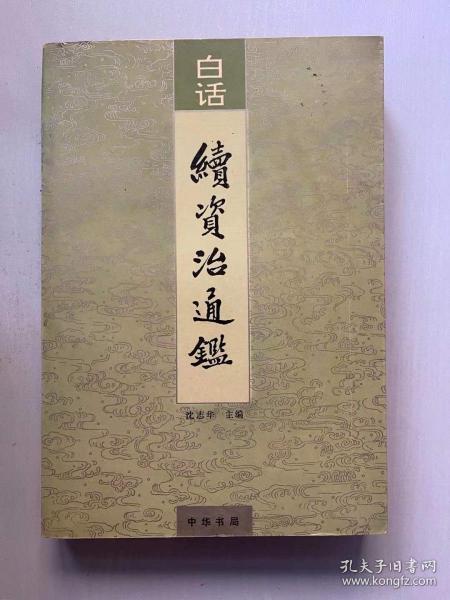 白话
續資治通鑑
沈志华 主编
中华书局
孔夫子旧书网
www.kongfz.com